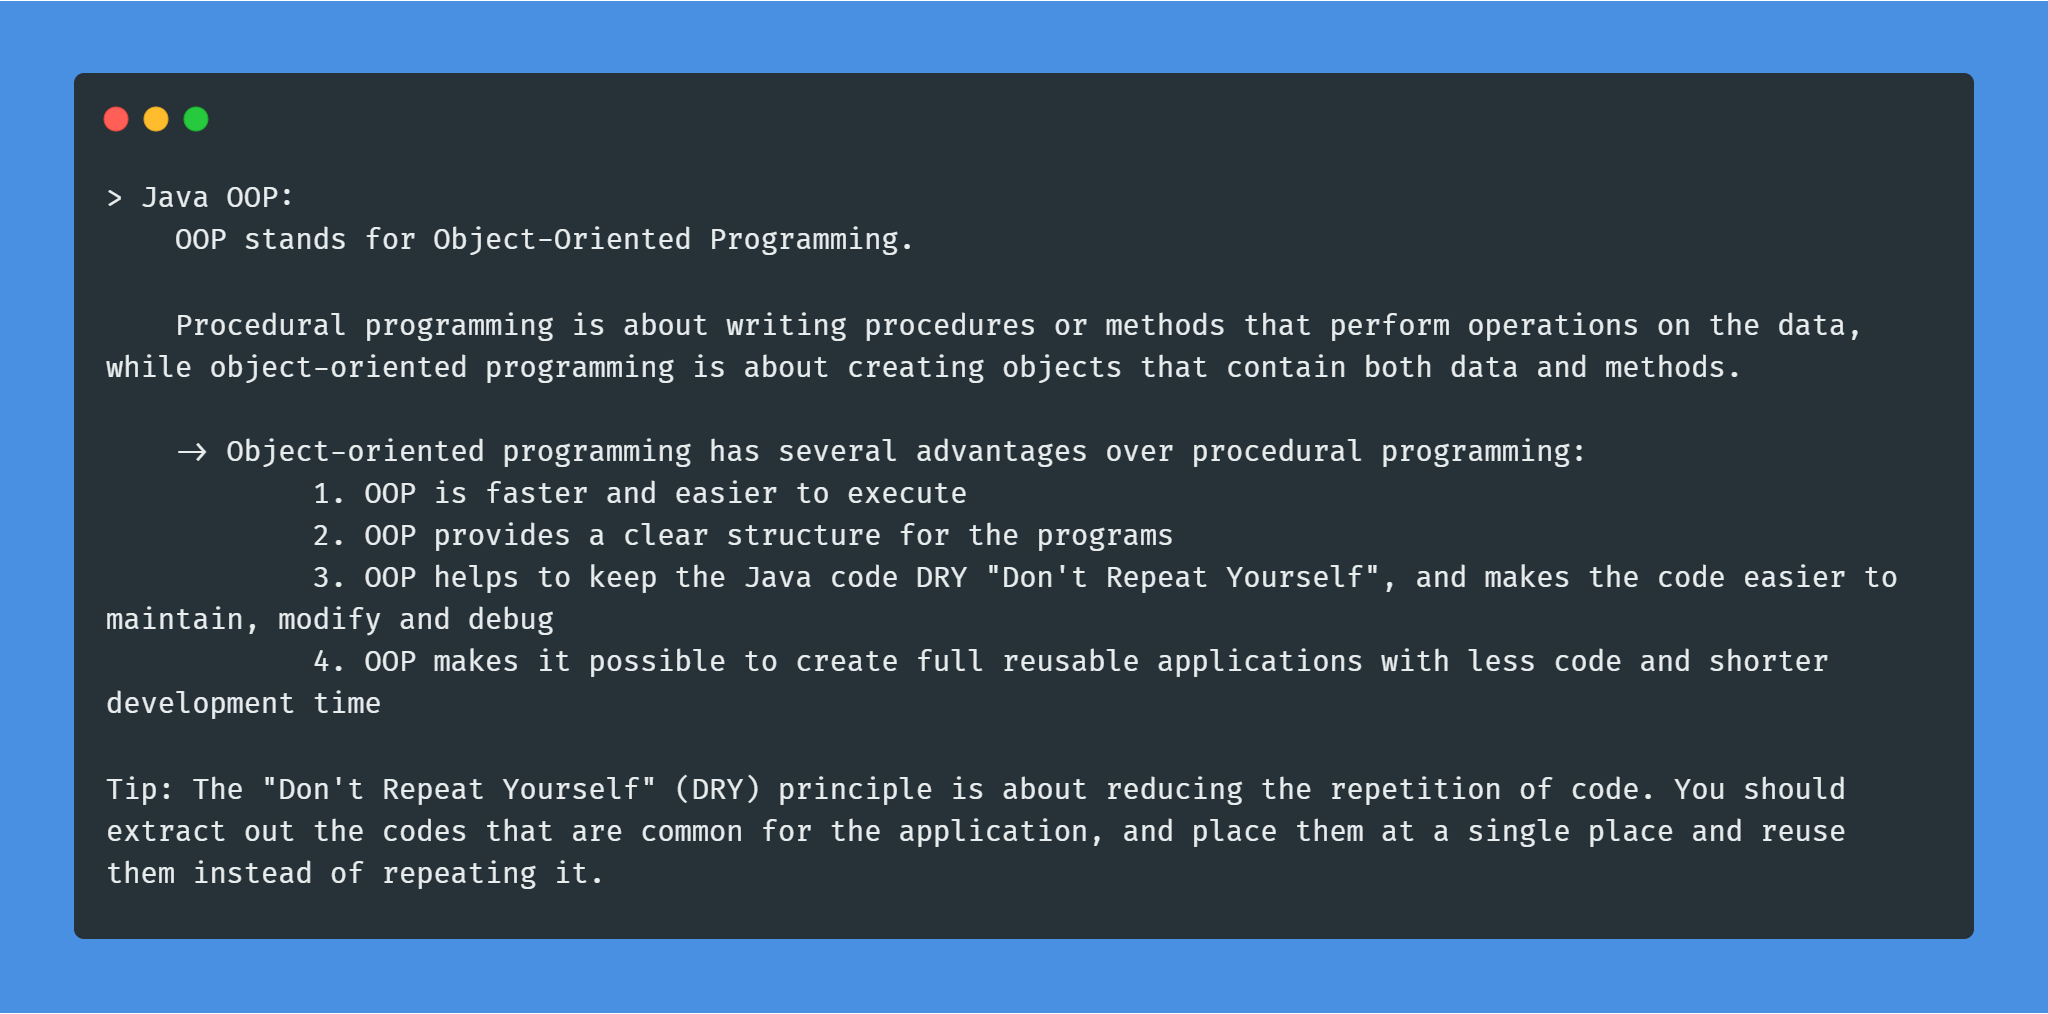 > Java OOP:
OOP stands for Object-Oriented Programming.
Procedural programming is about writing procedures or methods that perform operations on the data,
while object-oriented programming is about creating objects that contain both data and methods.
→ Object-oriented programming has several advantages over procedural programming:
1. OOP is faster and easier to execute
2. OOP provides a clear structure for the programs
3. OOP helps to keep the Java code DRY "Don't Repeat Yourself", and makes the code easier to
maintain, modify and debug
4. OOP makes it possible to create full reusable applications with less code and shorter
development time
Tip: The "Don't Repeat Yourself" (DRY) principle is about reducing the repetition of code. You should
extract out the codes that are common for the application, and place them at a single place and reuse
them instead of repeating it.